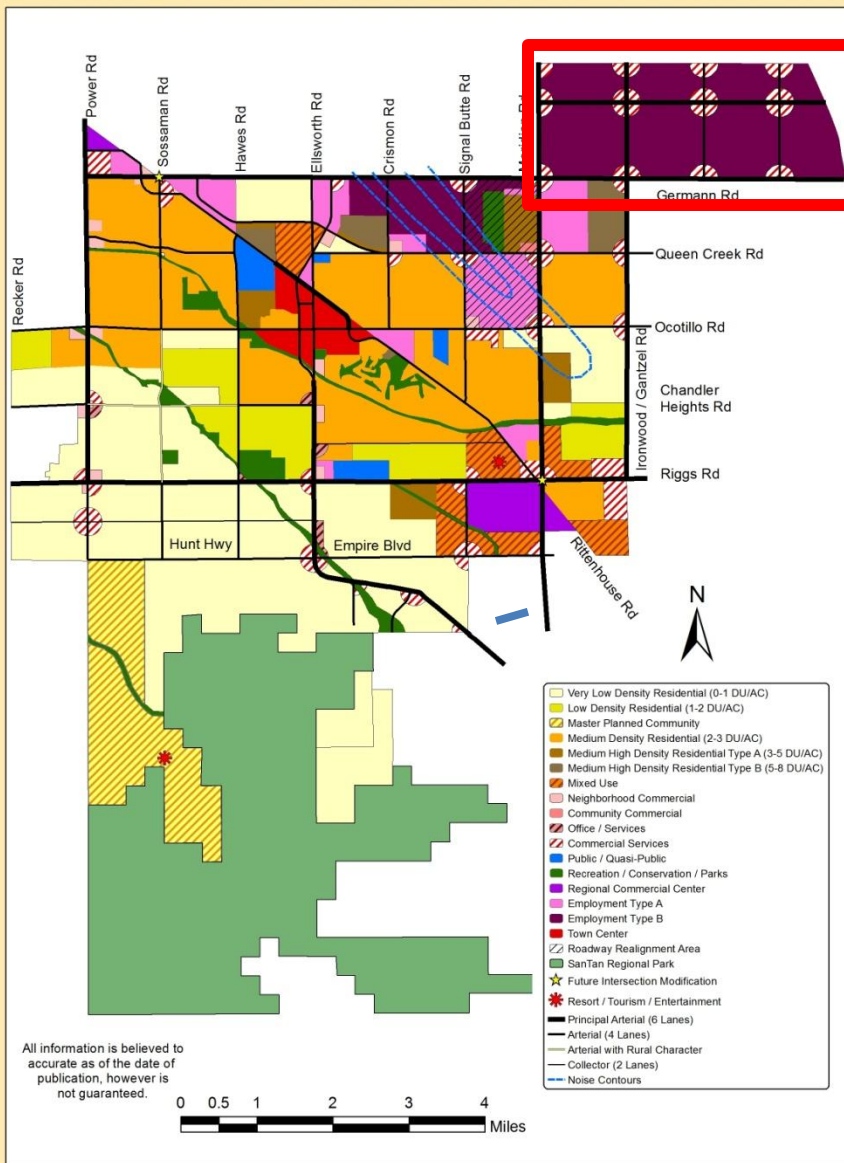 Power Rd
Sossaman Rd
Hawes Rd
Ellsworth Rd
Crismon Rd
Signal Butte Rd
Germann Rd
Queen Creek Rd
Recker Rd
Ocotillo Rd
Ironwood / Gantzel Rd
Chandler
Heights Rd
Riggs Rd
Hunt Hwy
Empire Blvd
Rittenhouse Rd
N
Very Low Density Residential (0-1 DU/AC)
Low Density Residential (1-2 DU/AC)
Master Planned Community
Medium Density Residential (2-3 DU/AC)
Medium High Density Residential Type A (3-5 DU/AC)
Medium High Density Residential Type B (5-8 DU/AC)
Mixed Use
Neighborhood Commercial
Community Commercial
Office / Services
Commercial Services
Public / Quasi-Public
Recreation / Conservation / Parks
Regional Commercial Center
Employment Type A
Employment Type B
Town Center
Roadway Realignment Area
SanTan Regional Park
Future Intersection Modification
Resort / Tourism / Entertainment
Principal Arterial (6 Lanes)
Arterial (4 Lanes)
Arterial with Rural Character
Collector (2 Lanes)
Noise Contours
All information is believed to
accurate as of the date of
publication, however is
not guaranteed.
0 0.5 1 2 3 4
Miles